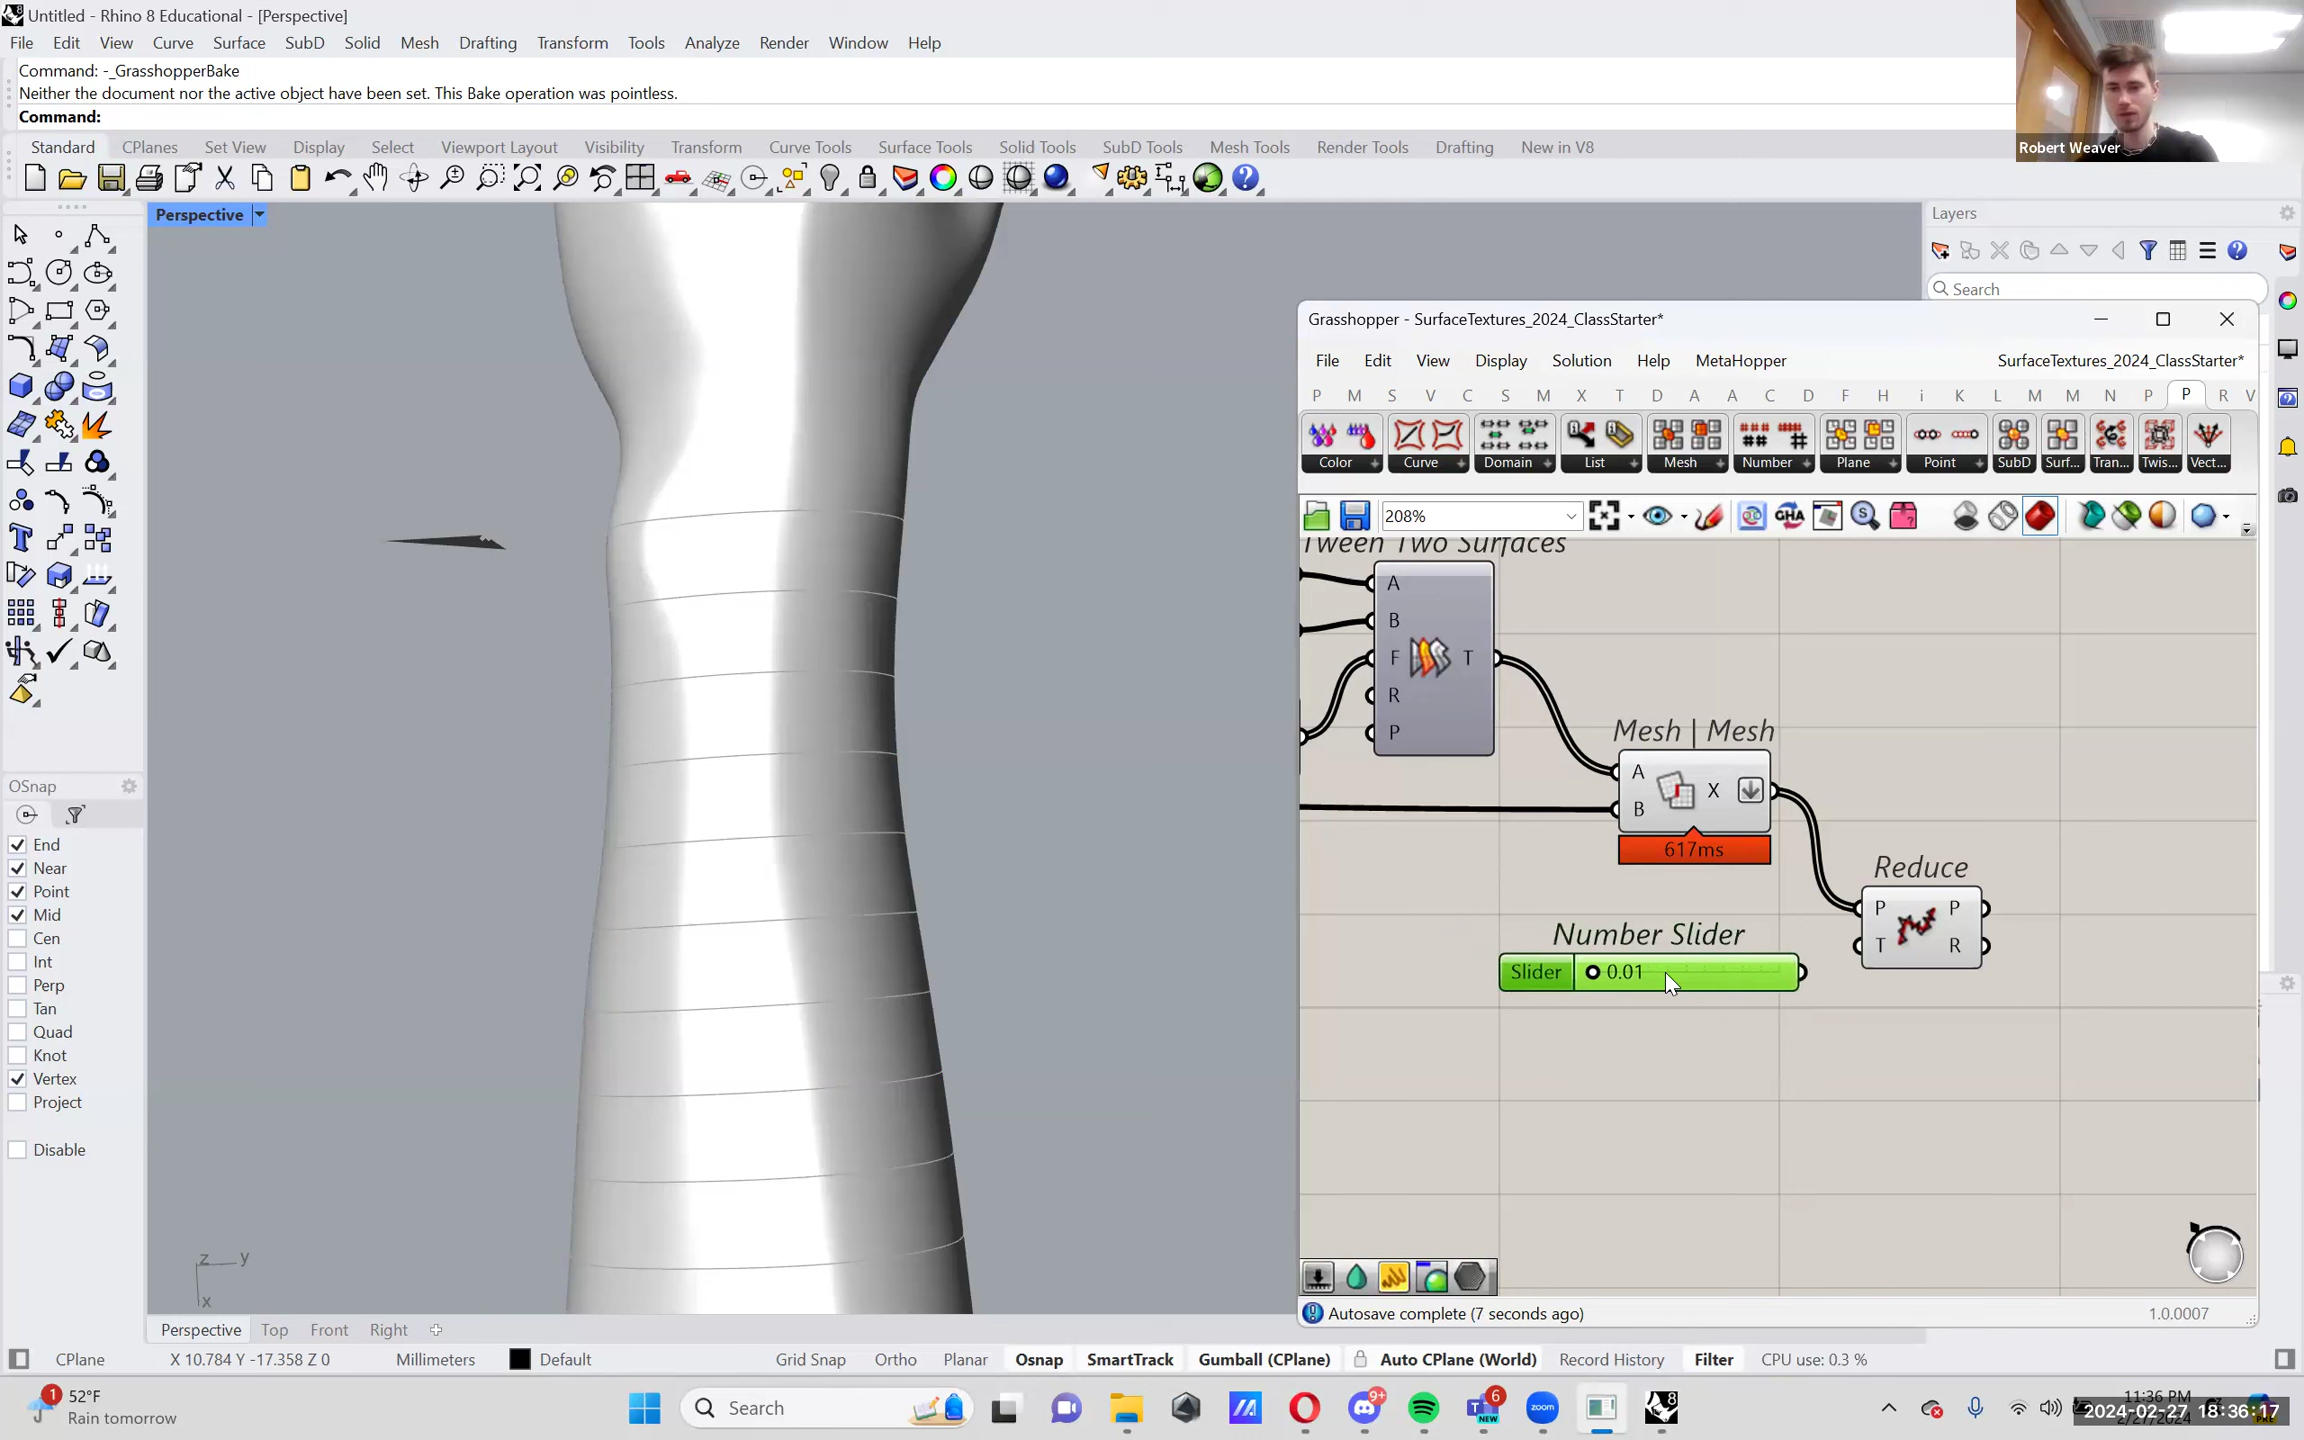 Untitled - Rhino 8 Educational - [Perspective]
File Edit View Curve Surface SubD Solid Mesh Drafting Transform Tools Analyze Render Window Help
Command: -_GrasshopperBake
Neither the document nor the active object have been set. This Bake operation was pointless.
Command:
Robert Weaver
Standard CPlanes Set View Display Select Viewport Layout Visibility Transform Curve Tools Surface Tools Solid Tools SubD Tools Mesh Tools Render Tools Drafting New in V8
Perspective
Layers
Search
Grasshopper - SurfaceTextures_2024_ClassStarter*
File Edit View Display Solution Help MetaHopper SurfaceTextures_2024_ClassStarter*
P M S V C S M X T D A A C D F H i K L M M N P P R V
Color Curve Domain List Mesh Number Plane Point SubD Surf... Tran... Twis... Vect...
208%
Tween Two Surfaces
A
B
F T
R
P
Mesh | Mesh
A X
B
617ms
Reduce
P P
T R
Number Slider
Slider 0.01
OSnap
End
Near
Point
Mid
Cen
Int
Perp
Tan
Quad
Knot
Vertex
Project
Disable
z y
x
Autosave complete (7 seconds ago) 1.0.0007
Perspective Top Front Right
CPlane X 10.784 Y -17.358 Z 0 Millimeters Default Grid Snap Ortho Planar Osnap SmartTrack Gumball (CPlane) Auto CPlane (World) Record History Filter CPU use: 0.3 %
1 52°F
Rain tomorrow
Search
9+
6
NEW
zoom
11:36 PM
2024-02-27 18:36:17